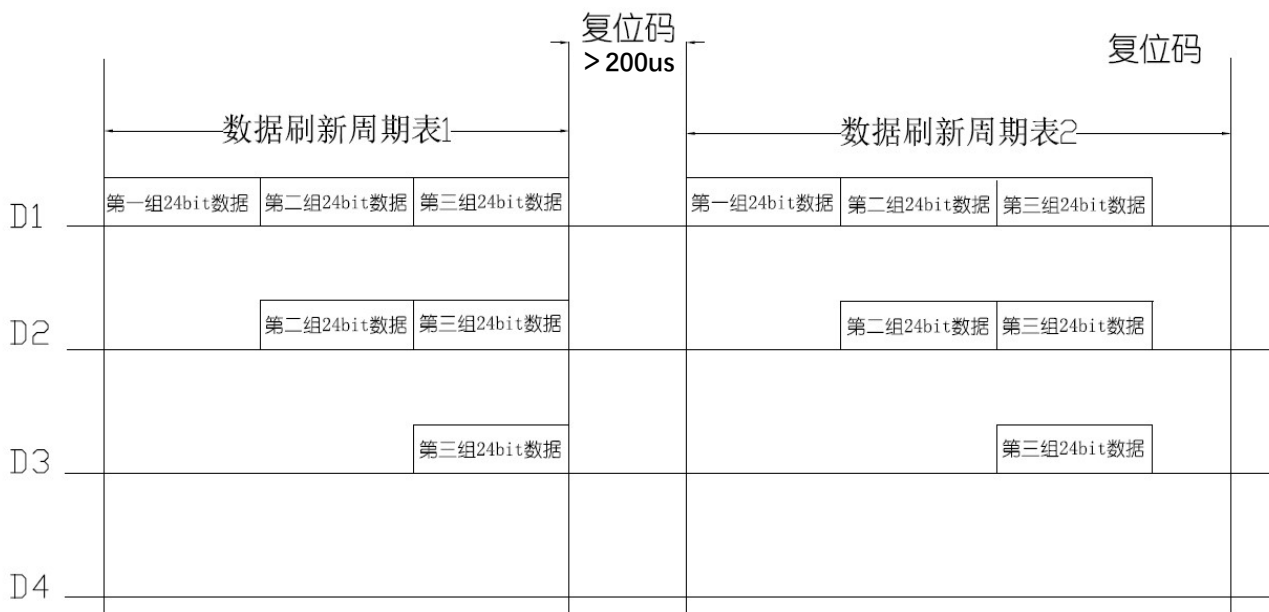 复位码
>200us
复位码
数据刷新周期表1
数据刷新周期表2
D1
第一组24bit数据
第二组24bit数据
第三组24bit数据
第一组24bit数据
第二组24bit数据
第三组24bit数据
D2
第二组24bit数据
第三组24bit数据
第二组24bit数据
第三组24bit数据
D3
第三组24bit数据
第三组24bit数据
D4